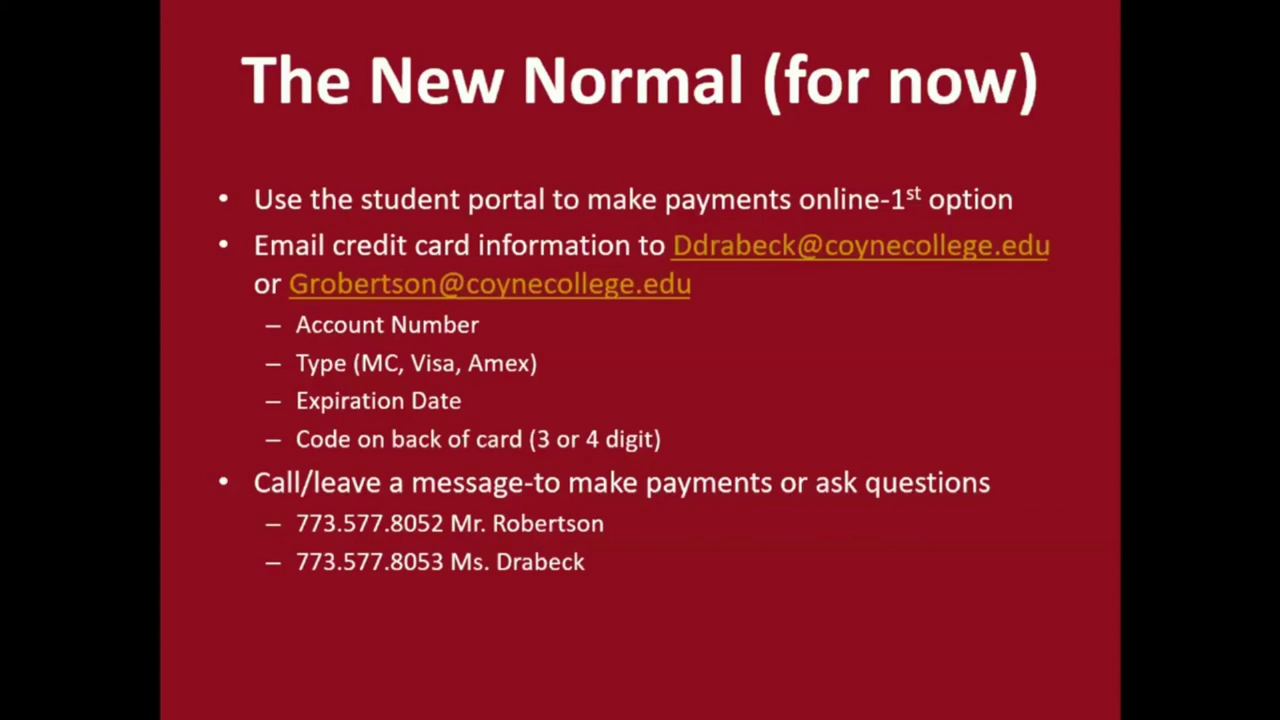 The New Normal (for now)
• Use the student portal to make payments online-1st option
• Email credit card information to Ddrabeck@coynecollege.edu
or Grobertson@coynecollege.edu
– Account Number
– Type (MC, Visa, Amex)
– Expiration Date
– Code on back of card (3 or 4 digit)
• Call/leave a message-to make payments or ask questions
– 773.577.8052 Mr. Robertson
– 773.577.8053 Ms. Drabeck